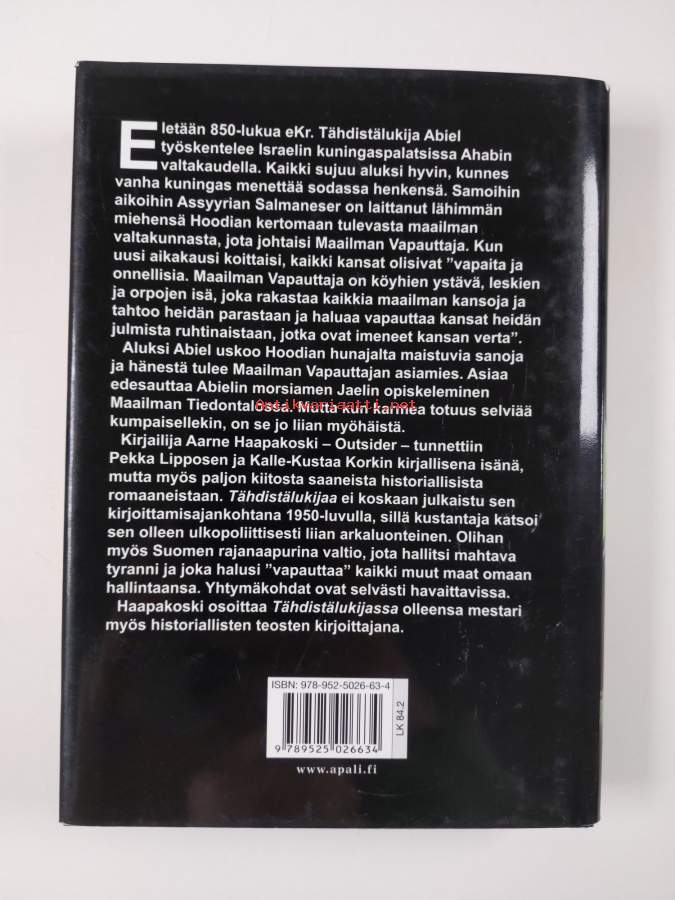 Eletään 850-lukua eKr. Tähdistälukija Abiel
työskentelee Israelin kuningaspalatsissa Ahabin
valtakaudella. Kaikki sujuu aluksi hyvin, kunnes
vanha kuningas menettää sodassa henkensä. Samoihin
aikoihin Assyyrian Salmaneser on laittanut lähimmän
miehensä Hoodian kertomaan tulevasta maailman
valtakunnasta, jota johtaisi Maailman Vapauttaja. Kun
uusi aikakausi koittaisi, kaikki kansat olisivat ”vapaita ja
onnellisia. Maailman Vapauttaja on köyhien ystävä, leskien
ja orpojen isä, joka rakastaa kaikkia maailman kansoja ja
tahtoo heidän parastaan ja haluaa vapauttaa kansat heidän
julmista ruhtinaistaan, jotka ovat imeneet kansan verta”.
Aluksi Abiel uskoo Hoodian hunajalta maistuvia sanoja
ja hänestä tulee Maailman Vapauttajan asiamies. Asiaa
edesauttaa Abielin morsiamen Jaelin opiskeleminen
Maailman Tiedontalossa. Mutta kun kamala totuus selviää
Antikvariaatti.net
kumpaisellekin, on se jo liian myöhäistä.
Kirjailija Aarne Haapakoski – Outsider – tunnettiin
Pekka Lipposen ja Kalle-Kustaa Korkin kirjallisena isänä,
mutta myös paljon kiitosta saaneista historiallisista
romaaneistaan. Tähdistälukijaa ei koskaan julkaistu sen
kirjoittamisajankohtana 1950-luvulla, sillä kustantaja katsoi
sen olleen ulkopoliittisesti liian arkaluonteinen. Olihan
myös Suomen rajanaapurina valtio, jota hallitsi mahtava
tyranni ja joka halusi ”vapauttaa” kaikki muut maat omaan
hallintaansa. Yhtymäkohdat ovat selvästi havaittavissa.
Haapakoski osoittaa Tähdistälukijassa olleensa mestari
myös historiallisten teosten kirjoittajana.
ISBN: 978-952-5026-63-4
9 789525 026634
LK 84.2
www.apali.fi